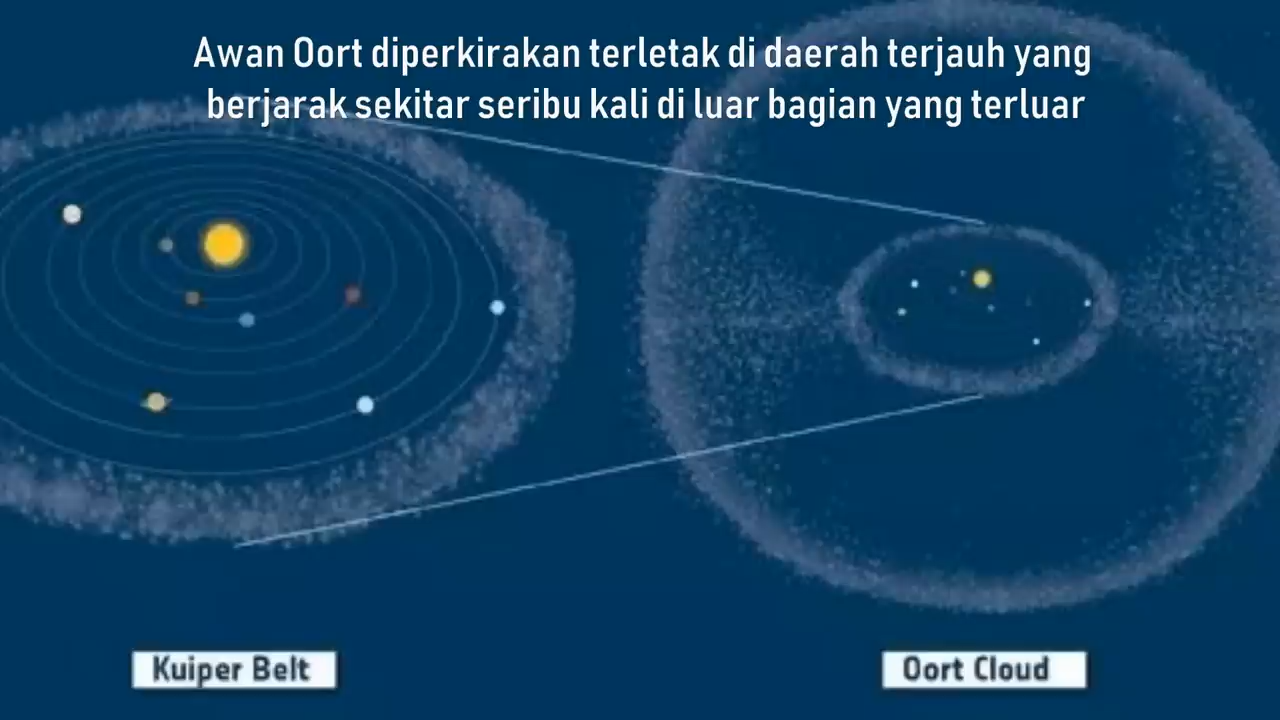 Awan Oort diperkirakan terletak di daerah terjauh yang
berjarak sekitar seribu kali di luar bagian yang terluar
Kuiper Belt
Oort Cloud